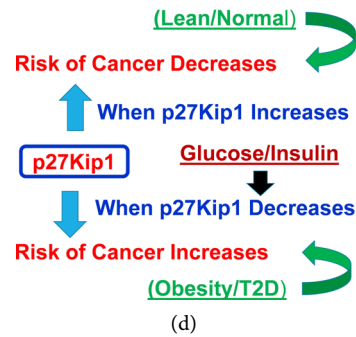 (Lean/Normal)
Risk of Cancer Decreases
When p27Kip1 Increases
p27Kip1
Glucose/Insulin
When p27Kip1 Decreases
Risk of Cancer Increases
(Obesity/T2D)
(d)